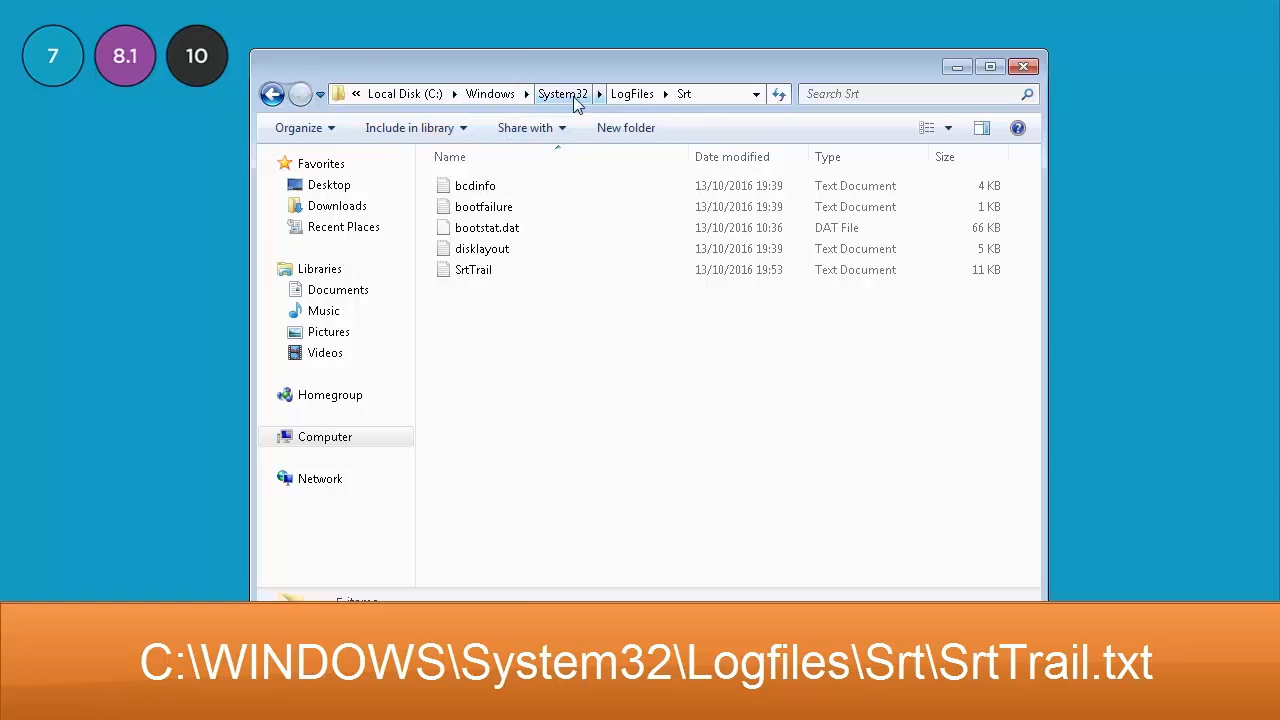 7 8.1 10
« Local Disk (C:) Windows System32 LogFiles Srt Search Srt
Organize Include in library Share with New folder
Name Date modified Type Size
Favorites
Desktop
Downloads
Recent Places
Libraries
Documents
Music
Pictures
Videos
Homegroup
Computer
Network
bcdinfo 13/10/2016 19:39 Text Document 4 KB
bootfailure 13/10/2016 19:39 Text Document 1 KB
bootstat.dat 13/10/2016 10:36 DAT File 66 KB
disklayout 13/10/2016 19:39 Text Document 5 KB
SrtTrail 13/10/2016 19:53 Text Document 11 KB
C:\WINDOWS\System32\Logfiles\Srt\SrtTrail.txt